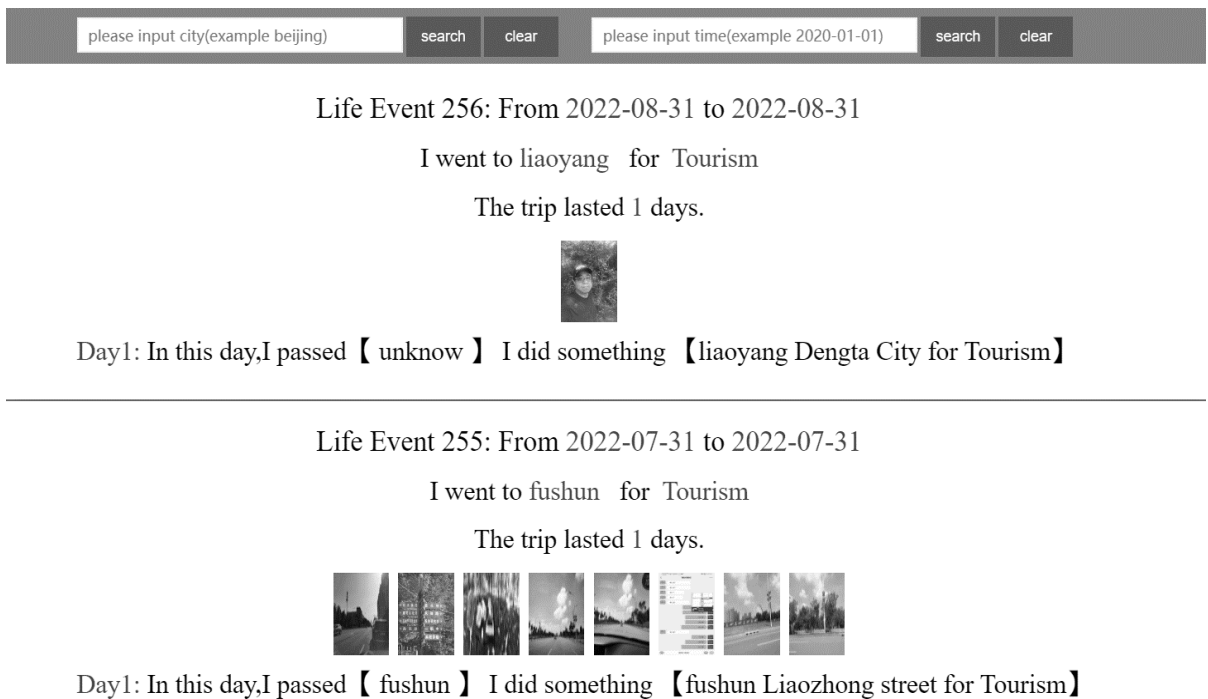 please input city(example beijing) search clear please input time(example 2020-01-01) search clear
Life Event 256: From 2022-08-31 to 2022-08-31
I went to liaoyang for Tourism
The trip lasted 1 days.
Day1: In this day,I passed【 unknow 】 I did something 【liaoyang Dengta City for Tourism】
Life Event 255: From 2022-07-31 to 2022-07-31
I went to fushun for Tourism
The trip lasted 1 days.
Day1: In this day,I passed【 fushun 】 I did something 【fushun Liaozhong street for Tourism】